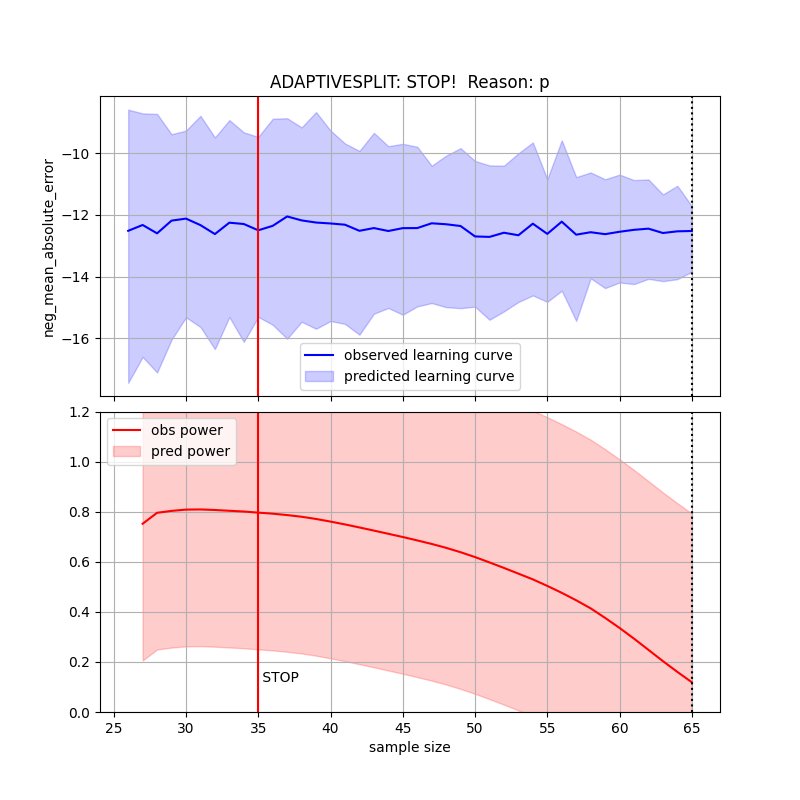 ADAPTIVESPLIT: STOP!  Reason: p
neg_mean_absolute_error
−10
−12
−14
−16
observed learning curve
predicted learning curve
1.2
1.0
0.8
0.6
0.4
0.2
0.0
obs power
pred power
STOP
25 30 35 40 45 50 55 60 65
sample size